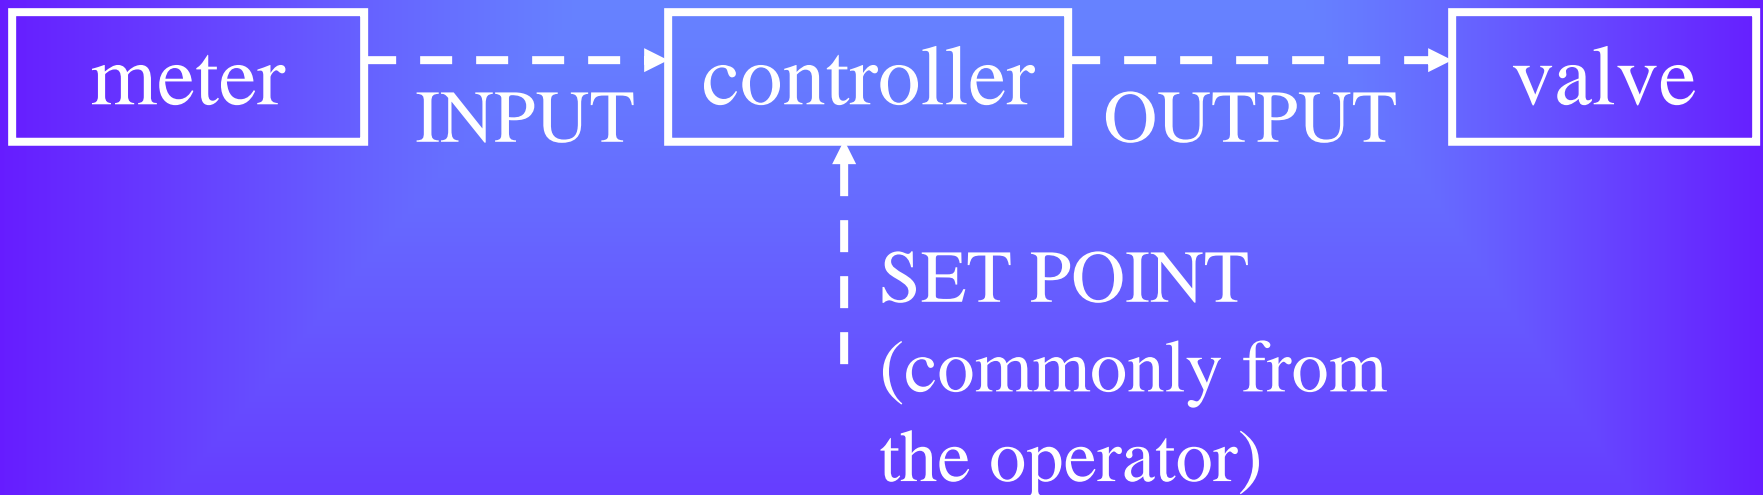 meter
INPUT
controller
OUTPUT
valve
SET POINT
(commonly from
the operator)